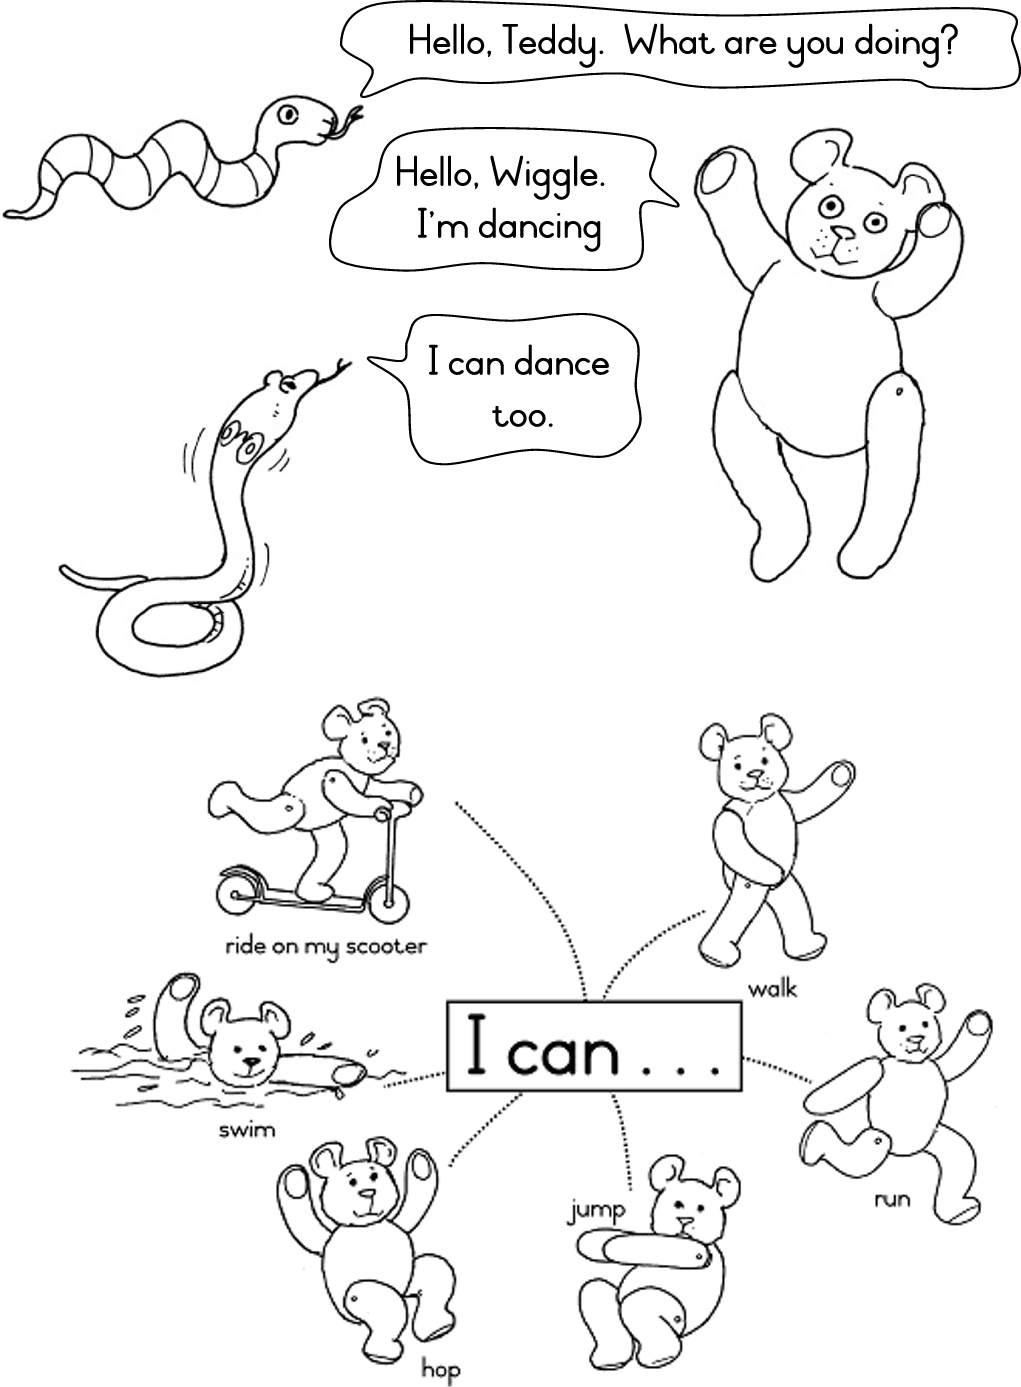 Hello, Teddy. What are you doing?
Hello, Wiggle.
I'm dancing
I can dance
too.
ride on my scooter
walk
I can . . .
swim
run
jump
hop